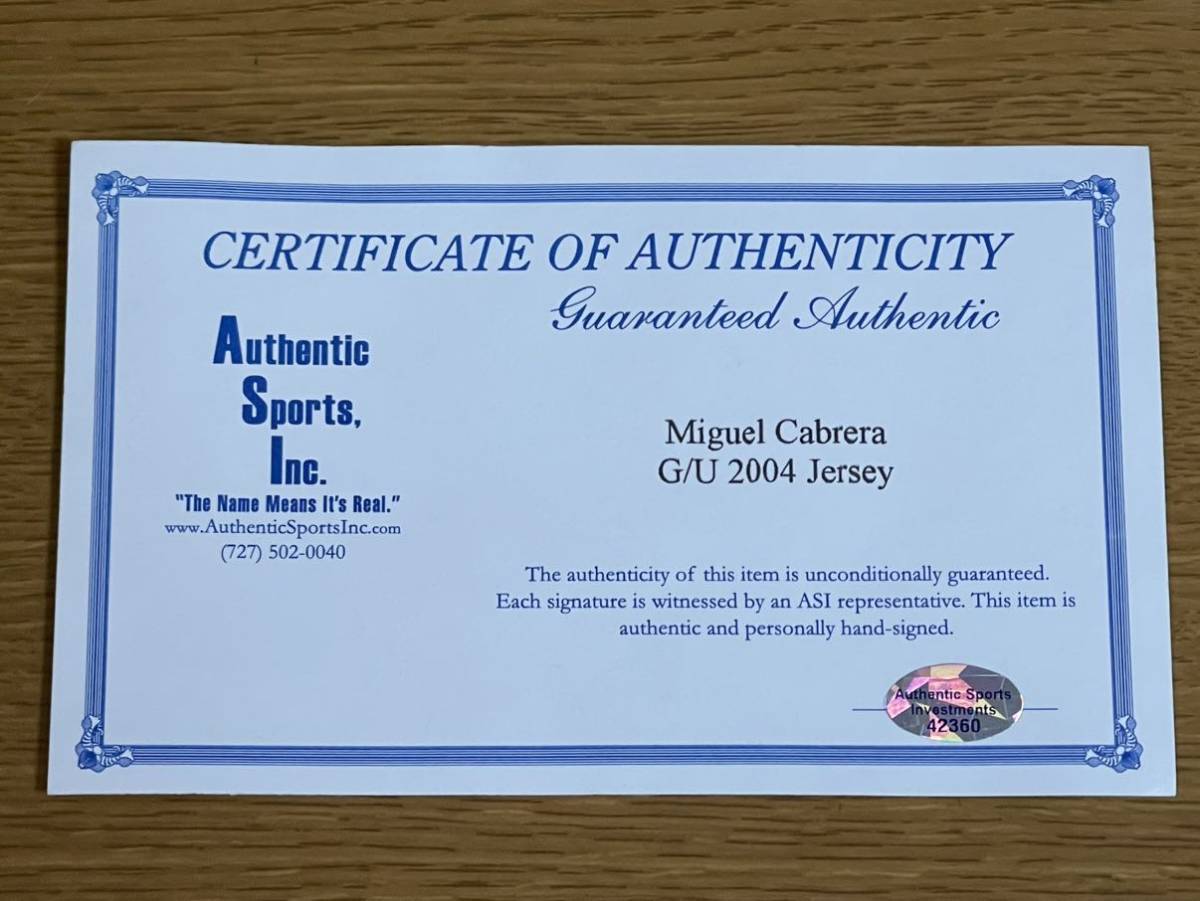 CERTIFICATE OF AUTHENTICITY
Guaranteed Authentic
Authentic
Sports,
Inc.
"The Name Means It's Real."
www.AuthenticSportsInc.com
(727) 502-0040
Miguel Cabrera
G/U 2004 Jersey
The authenticity of this item is unconditionally guaranteed.
Each signature is witnessed by an ASI representative. This item is
authentic and personally hand-signed.
Authentic Sports
Investments
42360